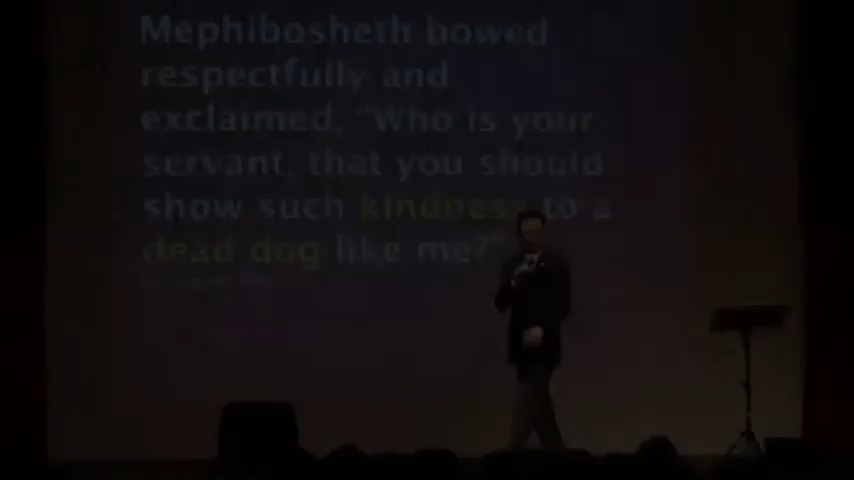 Mephibosheth bowed
respectfully and
exclaimed, "Who is your
servant, that you should
show such kindness to a
dead dog like me?"